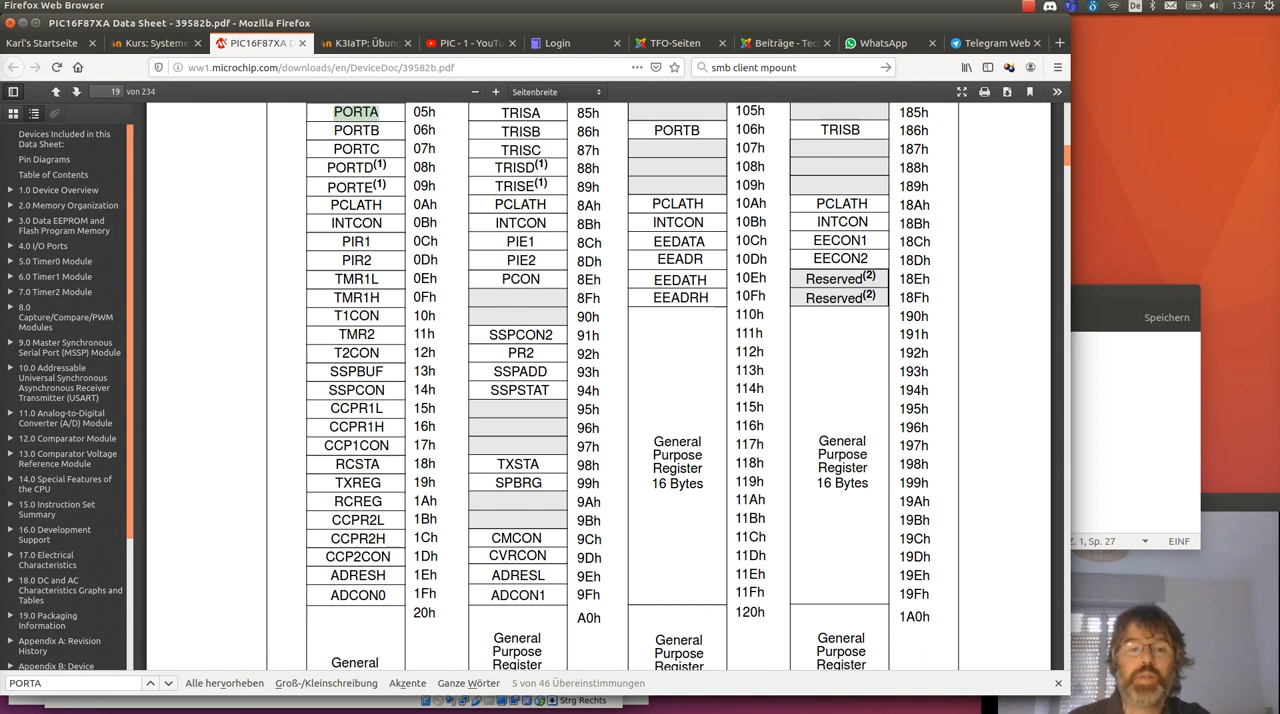 Firefox Web Browser
De
13:47
PIC16F87XA Data Sheet - 39582b.pdf - Mozilla Firefox
Karl's Startseite
Kurs: Systeme
PIC16F87XA D
K3IaTP: Übun
PIC - 1 - YouTu
Login
TFO-Seiten
Beiträge - Tec
WhatsApp
Telegram Web
ww1.microchip.com/downloads/en/DeviceDoc/39582b.pdf
smb client mpount
19 von 234
Seitenbreite
Devices Included in this
Data Sheet:
Pin Diagrams
Table of Contents
1.0 Device Overview
2.0 Memory Organization
3.0 Data EEPROM and
Flash Program Memory
4.0 I/O Ports
5.0 Timer0 Module
6.0 Timer1 Module
7.0 Timer2 Module
8.0
Capture/Compare/PWM
Modules
9.0 Master Synchronous
Serial Port (MSSP) Module
10.0 Addressable
Universal Synchronous
Asynchronous Receiver
Transmitter (USART)
11.0 Analog-to-Digital
Converter (A/D) Module
12.0 Comparator Module
13.0 Comparator Voltage
Reference Module
14.0 Special Features of
the CPU
15.0 Instruction Set
Summary
16.0 Development
Support
17.0 Electrical
Characteristics
18.0 DC and AC
Characteristics Graphs and
Tables
19.0 Packaging
Information
Appendix A: Revision
History
Appendix B: Device
PORTA 05h TRISA 85h 105h 185h
PORTB 06h TRISB 86h PORTB 106h TRISB 186h
PORTC 07h TRISC 87h 107h 187h
PORTD(1) 08h TRISD(1) 88h 108h 188h
PORTE(1) 09h TRISE(1) 89h 109h 189h
PCLATH 0Ah PCLATH 8Ah PCLATH 10Ah PCLATH 18Ah
INTCON 0Bh INTCON 8Bh INTCON 10Bh INTCON 18Bh
PIR1 0Ch PIE1 8Ch EEDATA 10Ch EECON1 18Ch
PIR2 0Dh PIE2 8Dh EEADR 10Dh EECON2 18Dh
TMR1L 0Eh PCON 8Eh EEDATH 10Eh Reserved(2) 18Eh
TMR1H 0Fh 8Fh EEADRH 10Fh Reserved(2) 18Fh
T1CON 10h 90h 110h 190h
TMR2 11h SSPCON2 91h 111h 191h
T2CON 12h PR2 92h 112h 192h
SSPBUF 13h SSPADD 93h 113h 193h
SSPCON 14h SSPSTAT 94h 114h 194h
CCPR1L 15h 95h 115h 195h
CCPR1H 16h 96h 116h 196h
CCP1CON 17h 97h General 117h General 197h
RCSTA 18h TXSTA 98h Purpose Register 118h Purpose Register 198h
TXREG 19h SPBRG 99h 16 Bytes 119h 16 Bytes 199h
RCREG 1Ah 9Ah 11Ah 19Ah
CCPR2L 1Bh 9Bh 11Bh 19Bh
CCPR2H 1Ch CMCON 9Ch 11Ch 19Ch
CCP2CON 1Dh CVRCON 9Dh 11Dh 19Dh
ADRESH 1Eh ADRESL 9Eh 11Eh 19Eh
ADCON0 1Fh ADCON1 9Fh 11Fh 19Fh
20h A0h 120h 1A0h
General General General
Purpose Purpose Purpose
General Register Register Register
Speichern
Z. 1, Sp. 27 EINF
PORTA
Alle hervorheben Groß-/Kleinschreibung Akzente Ganze Wörter 5 von 46 Übereinstimmungen
Strg Rechts